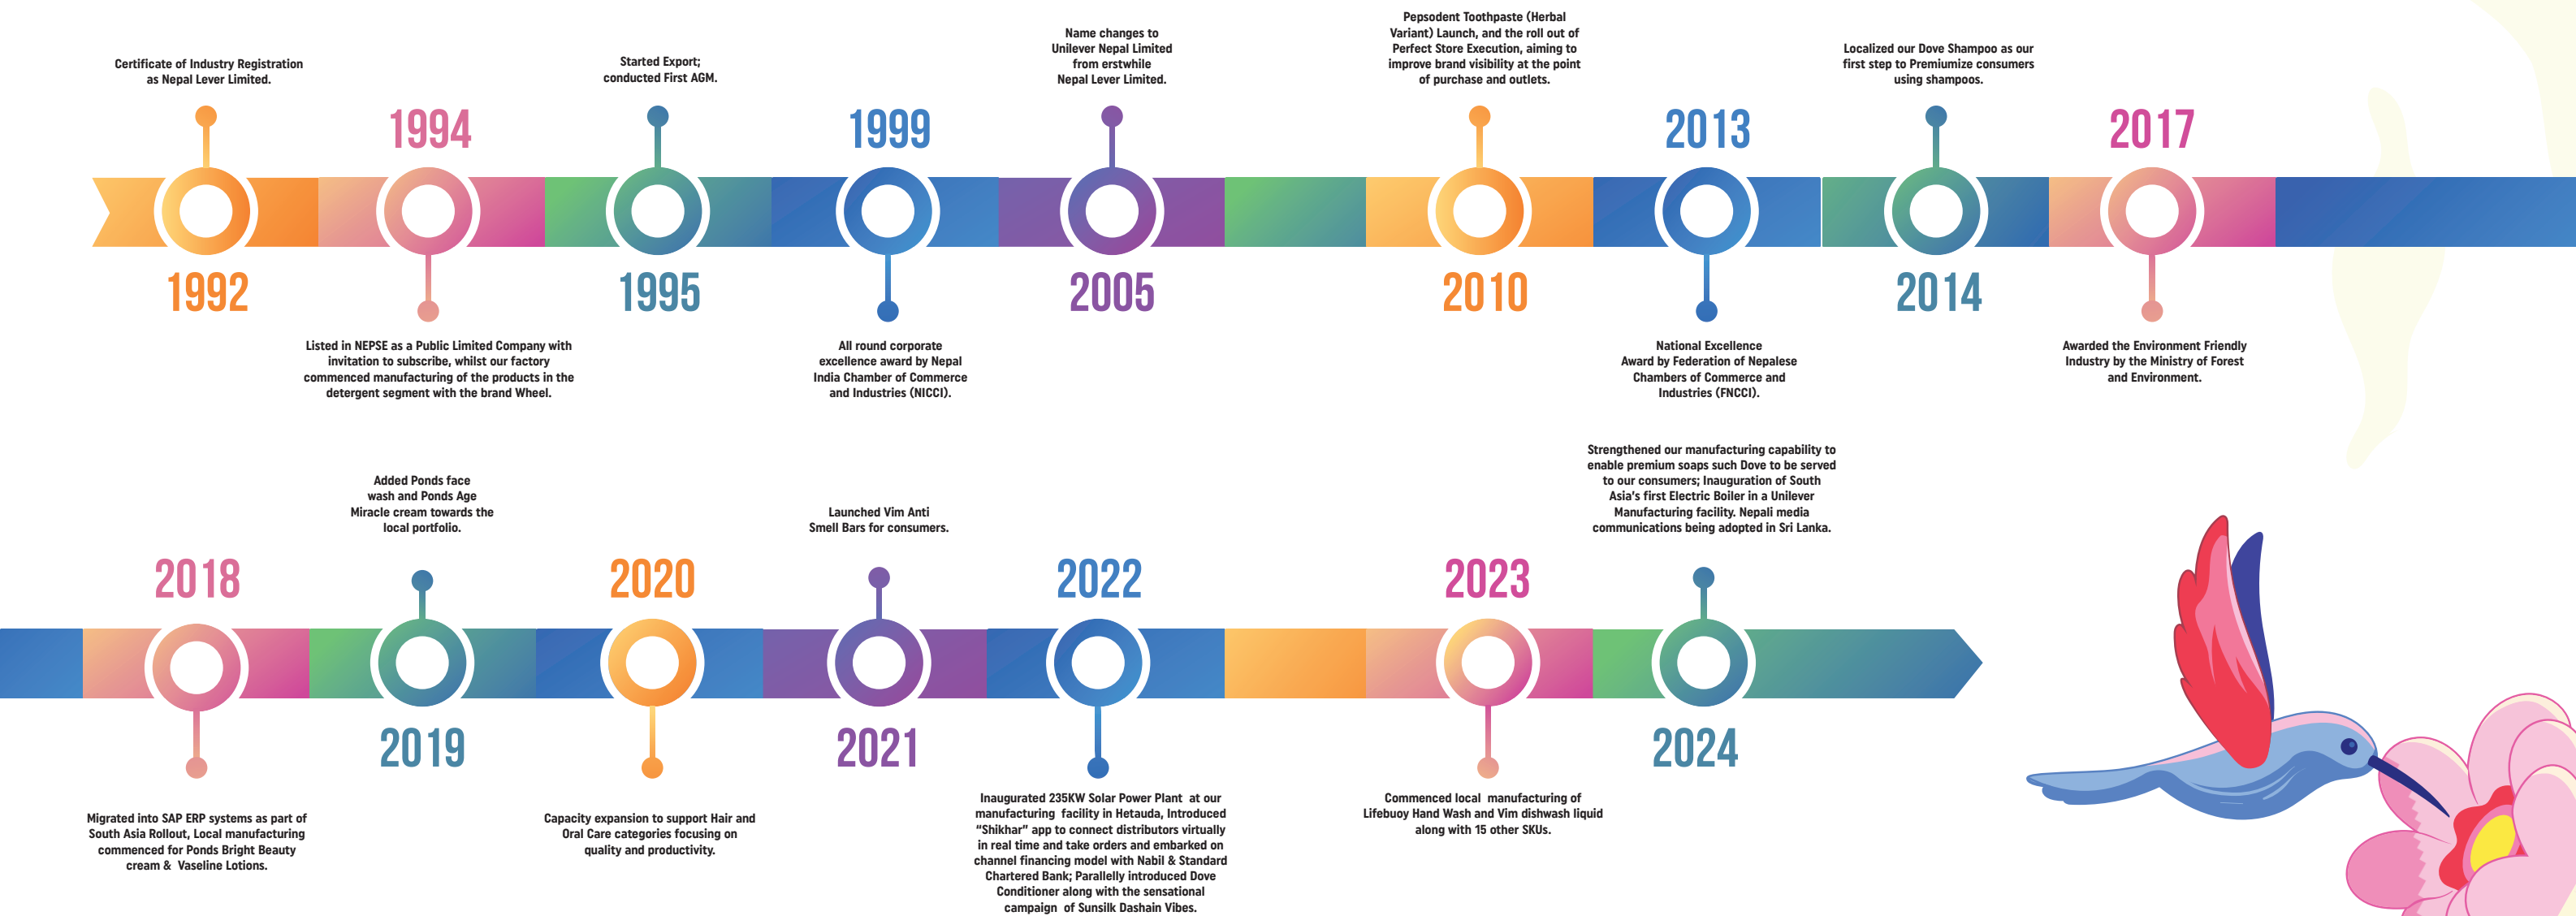 Certificate of Industry Registration
as Nepal Lever Limited.
1992
1994
Listed in NEPSE as a Public Limited Company with
invitation to subscribe, whilst our factory
commenced manufacturing of the products in the
detergent segment with the brand Wheel.
Started Export;
conducted First AGM.
1995
1999
All round corporate
excellence award by Nepal
India Chamber of Commerce
and Industries (NICCI).
Name changes to
Unilever Nepal Limited
from erstwhile
Nepal Lever Limited.
2005
Pepsodent Toothpaste (Herbal
Variant) Launch, and the roll out of
Perfect Store Execution, aiming to
improve brand visibility at the point
of purchase and outlets.
2010
2013
National Excellence
Award by Federation of Nepalese
Chambers of Commerce and
Industries (FNCCI).
Localized our Dove Shampoo as our
first step to Premiumize consumers
using shampoos.
2014
2017
Awarded the Environment Friendly
Industry by the Ministry of Forest
and Environment.
2018
Migrated into SAP ERP systems as part of
South Asia Rollout, Local manufacturing
commenced for Ponds Bright Beauty
cream & Vaseline Lotions.
Added Ponds face
wash and Ponds Age
Miracle cream towards the
local portfolio.
2019
2020
Capacity expansion to support Hair and
Oral Care categories focusing on
quality and productivity.
Launched Vim Anti
Smell Bars for consumers.
2021
2022
Inaugurated 235KW Solar Power Plant at our
manufacturing facility in Hetauda, Introduced
“Shikhar” app to connect distributors virtually
in real time and take orders and embarked on
channel financing model with Nabil & Standard
Chartered Bank; Parallelly introduced Dove
Conditioner along with the sensational
campaign of Sunsilk Dashain Vibes.
2023
Commenced local manufacturing of
Lifebuoy Hand Wash and Vim dishwash liquid
along with 15 other SKUs.
Strengthened our manufacturing capability to
enable premium soaps such Dove to be served
to our consumers; Inauguration of South
Asia’s first Electric Boiler in a Unilever
Manufacturing facility. Nepali media
communications being adopted in Sri Lanka.
2024